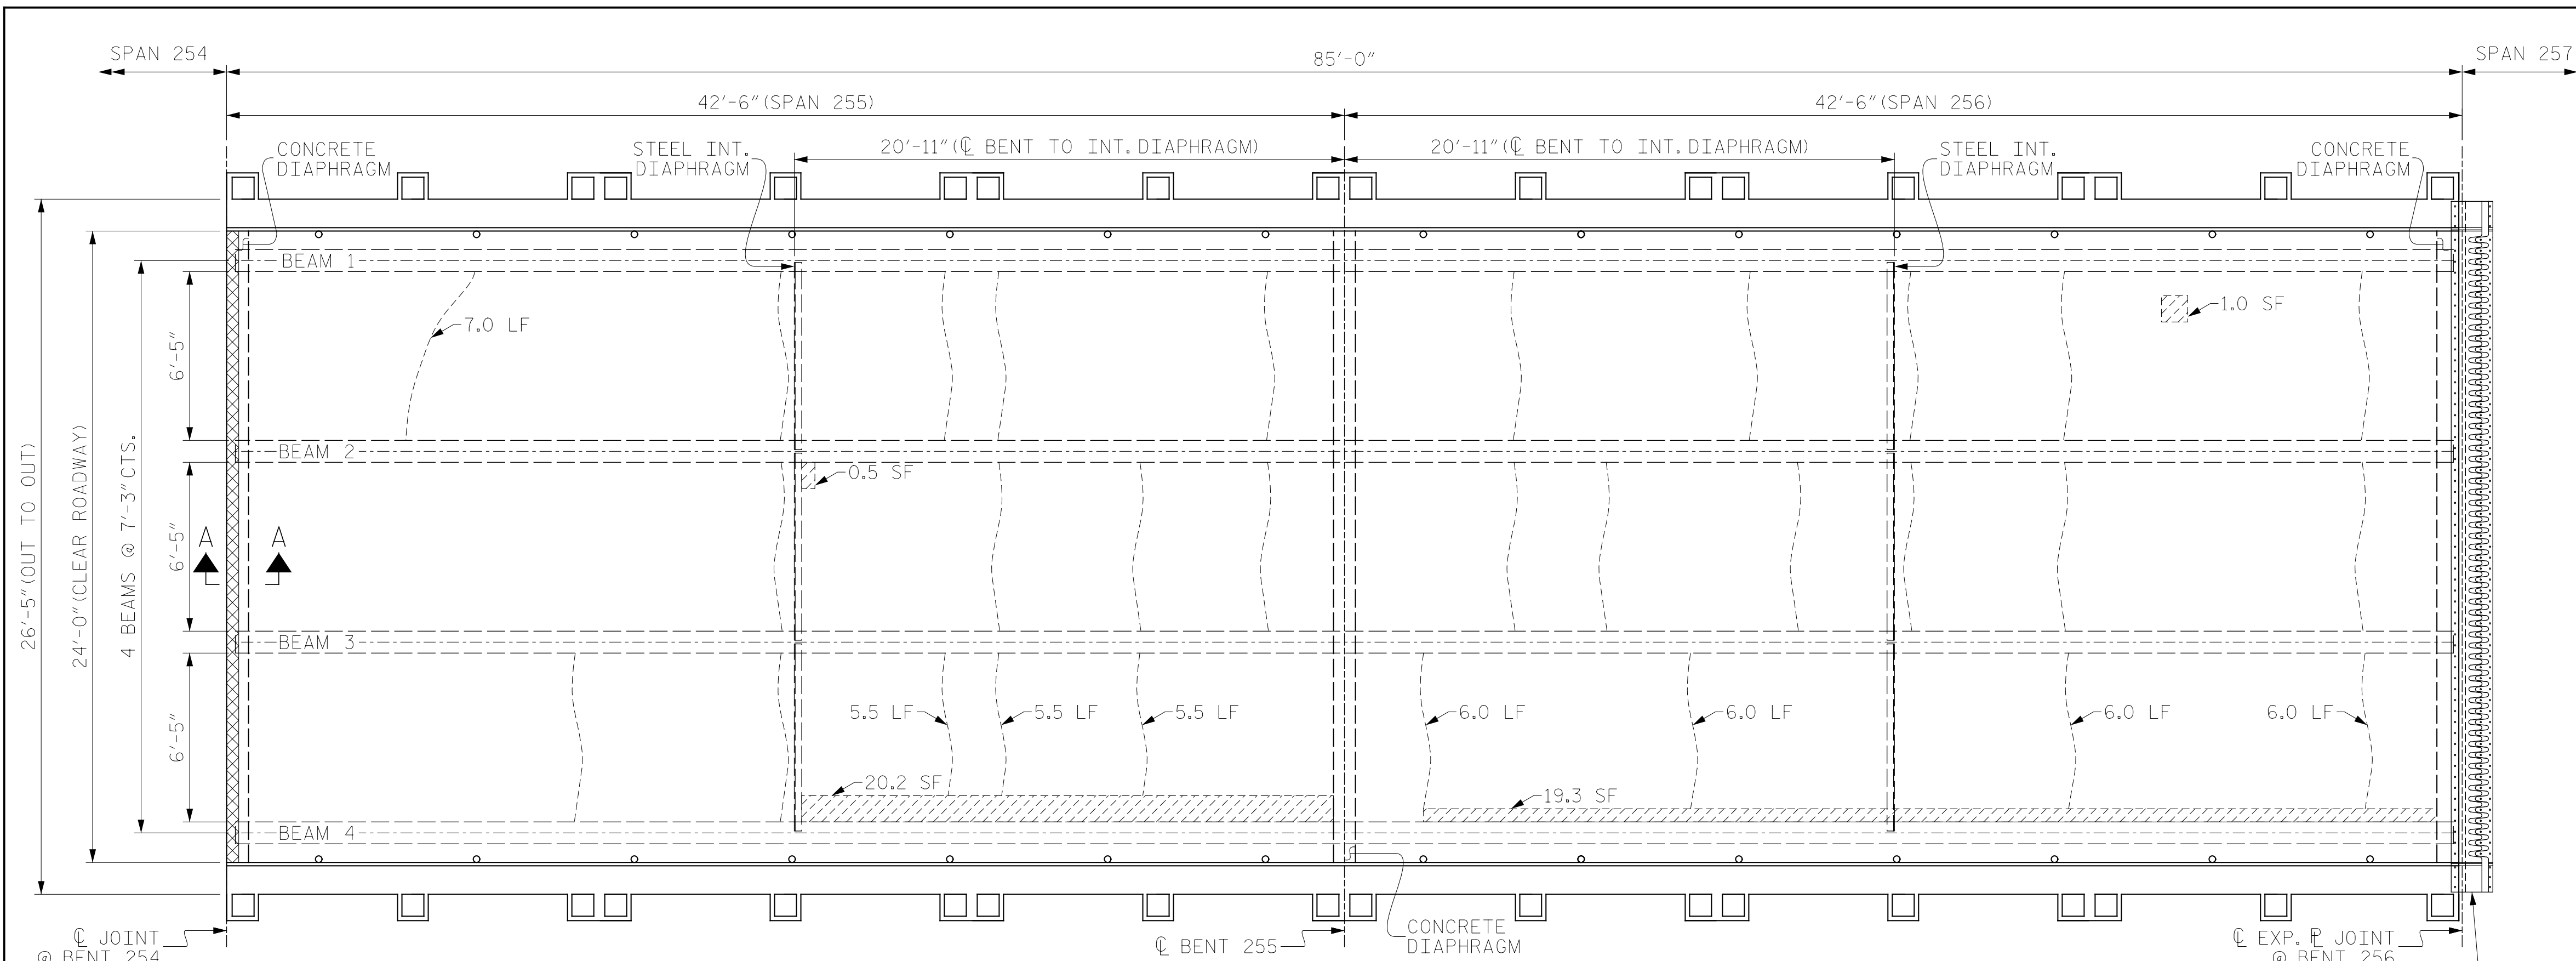 SPAN 254
85'-0"
SPAN 257
42'-6"(SPAN 255)
42'-6"(SPAN 256)
CONCRETE
DIAPHRAGM
STEEL INT.
DIAPHRAGM
20'-11"(℄ BENT TO INT. DIAPHRAGM)
20'-11"(℄ BENT TO INT. DIAPHRAGM)
STEEL INT.
DIAPHRAGM
CONCRETE
DIAPHRAGM
BEAM 1
7.0 LF
1.0 SF
6'-5"
BEAM 2
0.5 SF
26'-5"(OUT TO OUT)
24'-0"(CLEAR ROADWAY)
4 BEAMS @ 7'-3" CTS.
6'-5"
A
A
BEAM 3
6'-5"
5.5 LF
5.5 LF
5.5 LF
6.0 LF
6.0 LF
6.0 LF
6.0 LF
20.2 SF
19.3 SF
BEAM 4
℄ JOINT
@ BENT 254
℄ BENT 255
CONCRETE
DIAPHRAGM
℄ EXP. ⅊ JOINT
@ BENT 256